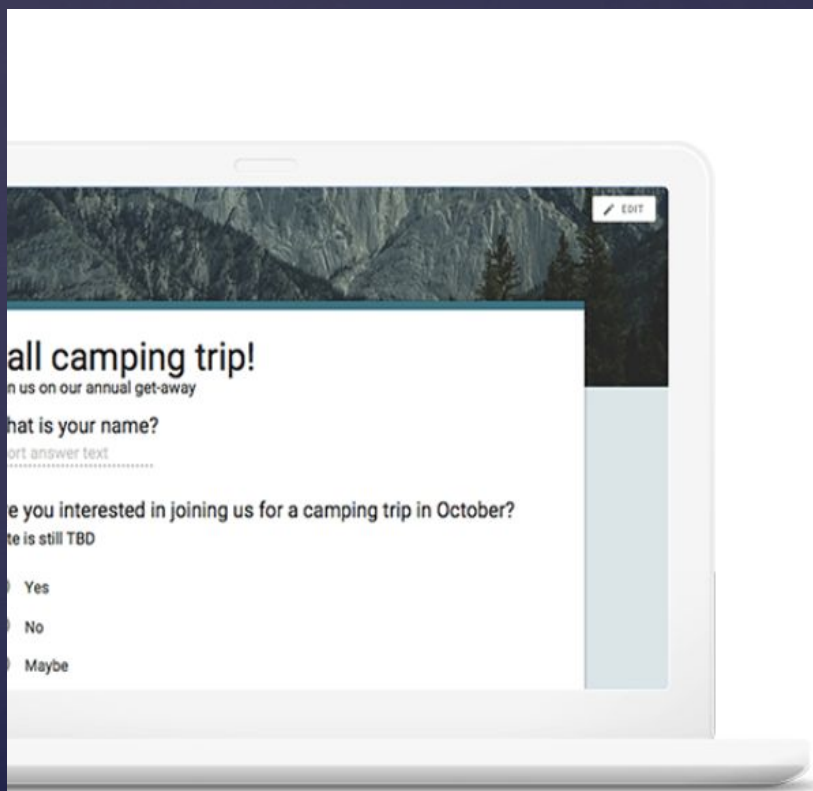 EDIT
all camping trip!
n us on our annual get-away
hat is your name?
ort answer text
e you interested in joining us for a camping trip in October?
te is still TBD
Yes
No
Maybe